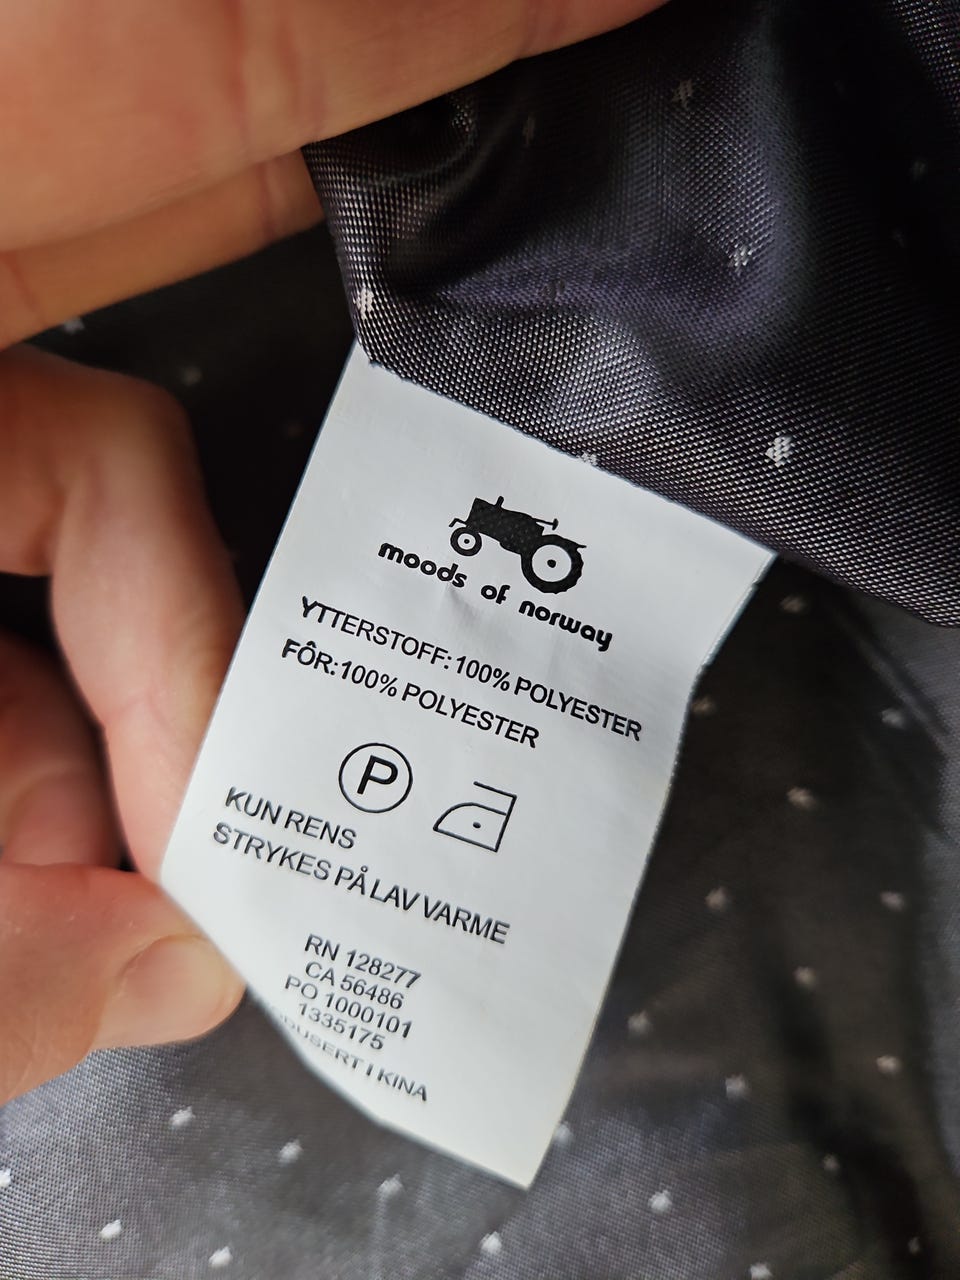 moods of norway
YTTERSTOFF: 100% POLYESTER
FÔR: 100% POLYESTER
P
KUN RENS
STRYKES PÅ LAV VARME
RN 128277
CA 56486
PO 1000101
1335175
I KINA